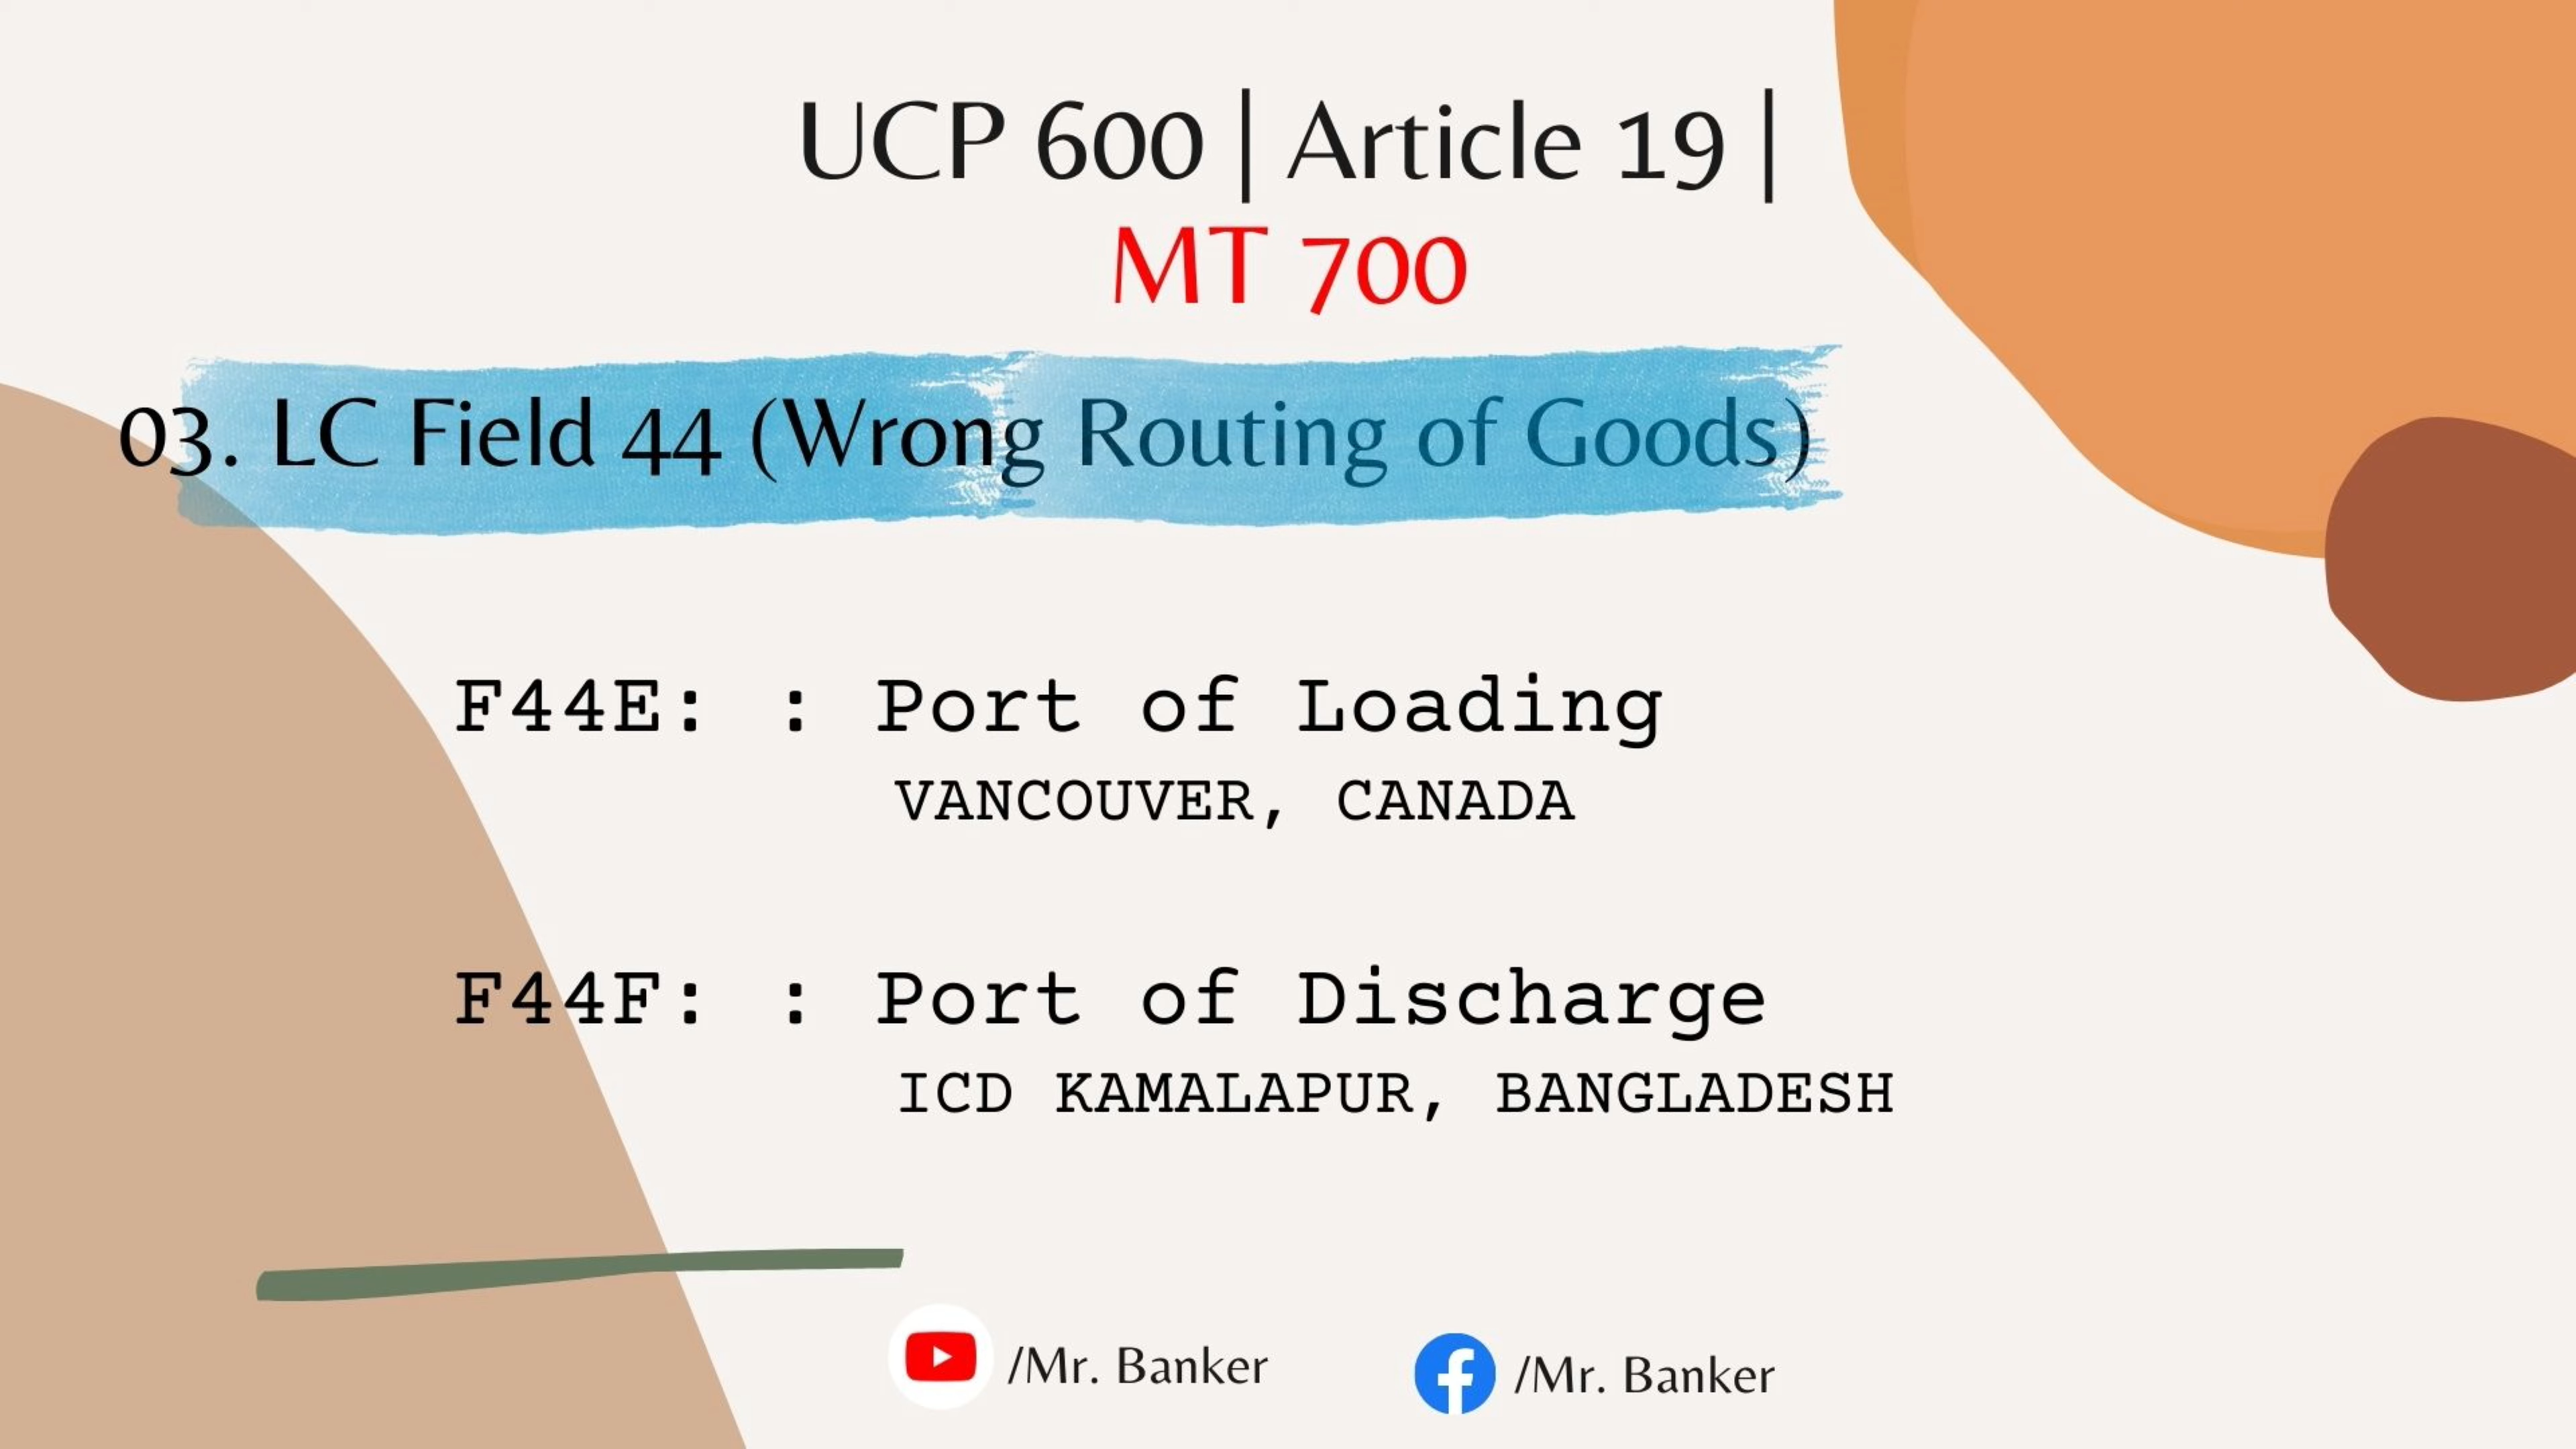 UCP 600 | Article 19 |
MT 700
03. LC Field 44 (Wrong Routing of Goods)
F44E: : Port of Loading
VANCOUVER, CANADA
F44F: : Port of Discharge
ICD KAMALAPUR, BANGLADESH
/Mr. Banker
/Mr. Banker